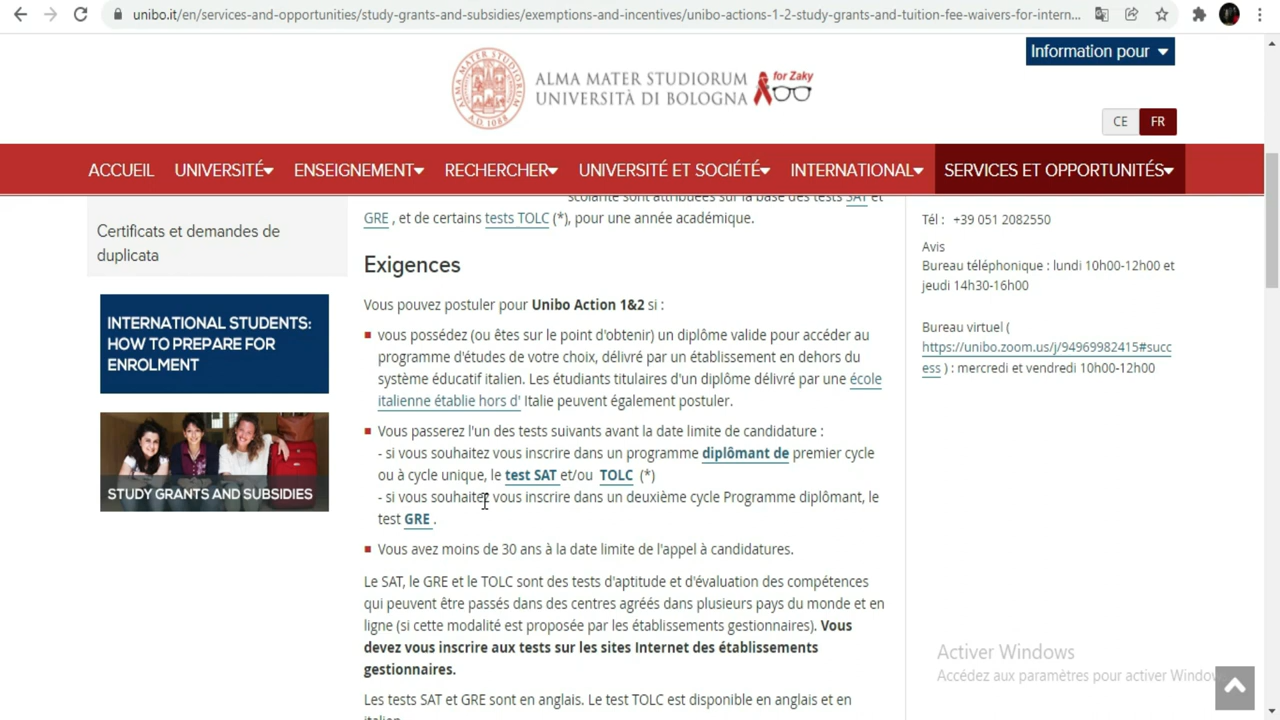 unibo.it/en/services-and-opportunities/study-grants-and-subsidies/exemptions-and-incentives/unibo-actions-1-2-study-grants-and-tuition-fee-waivers-for-intern...
Information pour
ALMA MATER STUDIORUM
UNIVERSITÀ DI BOLOGNA
for Zaky
CE FR
ACCUEIL UNIVERSITÉ ENSEIGNEMENT RECHERCHER UNIVERSITÉ ET SOCIÉTÉ INTERNATIONAL SERVICES ET OPPORTUNITÉS
Certificats et demandes de
duplicata
INTERNATIONAL STUDENTS:
HOW TO PREPARE FOR
ENROLMENT
STUDY GRANTS AND SUBSIDIES
scolarité sont attribuées sur la base des tests SAT et
GRE , et de certains tests TOLC (*), pour une année académique.
Exigences
Vous pouvez postuler pour Unibo Action 1&2 si :
vous possédez (ou êtes sur le point d'obtenir) un diplôme valide pour accéder au
programme d'études de votre choix, délivré par un établissement en dehors du
système éducatif italien. Les étudiants titulaires d'un diplôme délivré par une école
italienne établie hors d' Italie peuvent également postuler.
Vous passerez l'un des tests suivants avant la date limite de candidature :
- si vous souhaitez vous inscrire dans un programme diplômant de premier cycle
ou à cycle unique, le test SAT et/ou TOLC (*)
- si vous souhaitez vous inscrire dans un deuxième cycle Programme diplômant, le
test GRE .
Vous avez moins de 30 ans à la date limite de l'appel à candidatures.
Le SAT, le GRE et le TOLC sont des tests d'aptitude et d'évaluation des compétences
qui peuvent être passés dans des centres agréés dans plusieurs pays du monde et en
ligne (si cette modalité est proposée par les établissements gestionnaires). Vous
devez vous inscrire aux tests sur les sites Internet des établissements
gestionnaires.
Les tests SAT et GRE sont en anglais. Le test TOLC est disponible en anglais et en
italien.
Tél : +39 051 2082550
Avis
Bureau téléphonique : lundi 10h00-12h00 et
jeudi 14h30-16h00
Bureau virtuel (
https://unibo.zoom.us/j/94969982415#succ
ess ) : mercredi et vendredi 10h00-12h00
Activer Windows
Accédez aux paramètres pour activer Windows